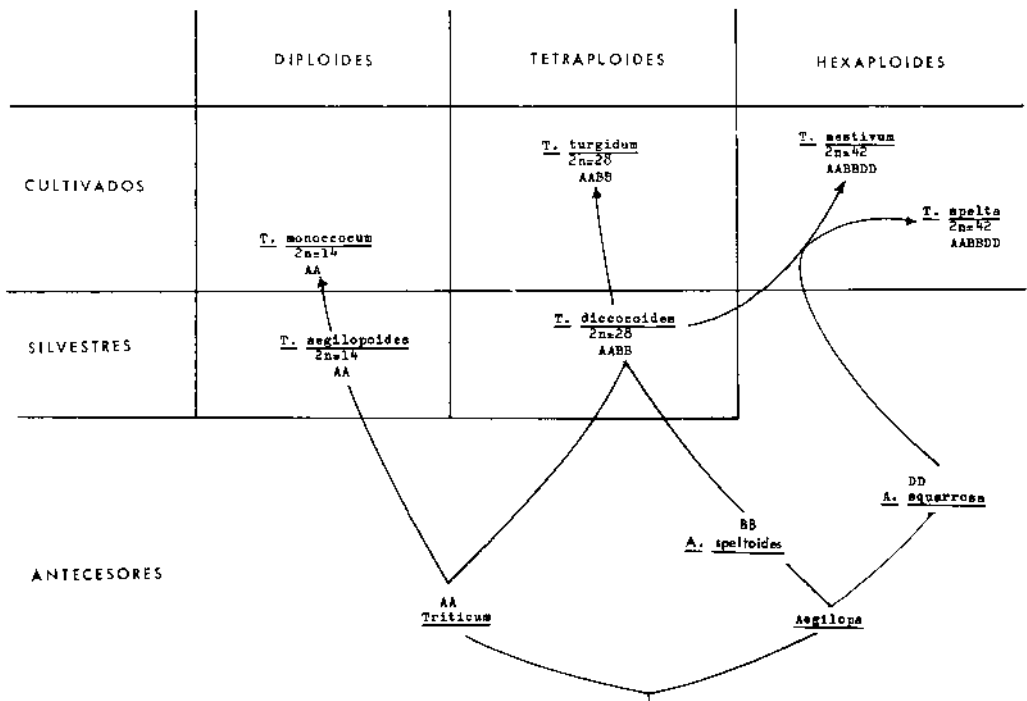 DIPLOIDES
TETRAPLOIDES
HEXAPLOIDES
CULTIVADOS
T. turgidum
2n=28
AABB
T. aestivum
2n=42
AABBDD
T. spelta
2n=42
AABBDD
T. monococum
2n=14
AA
SILVESTRES
T. aegilopoides
2n=14
AA
T. diccocoides
2n=28
AABB
ANTECESORES
DD
A. squarrosa
BB
A. speltoides
AA
Triticum
Aegilops